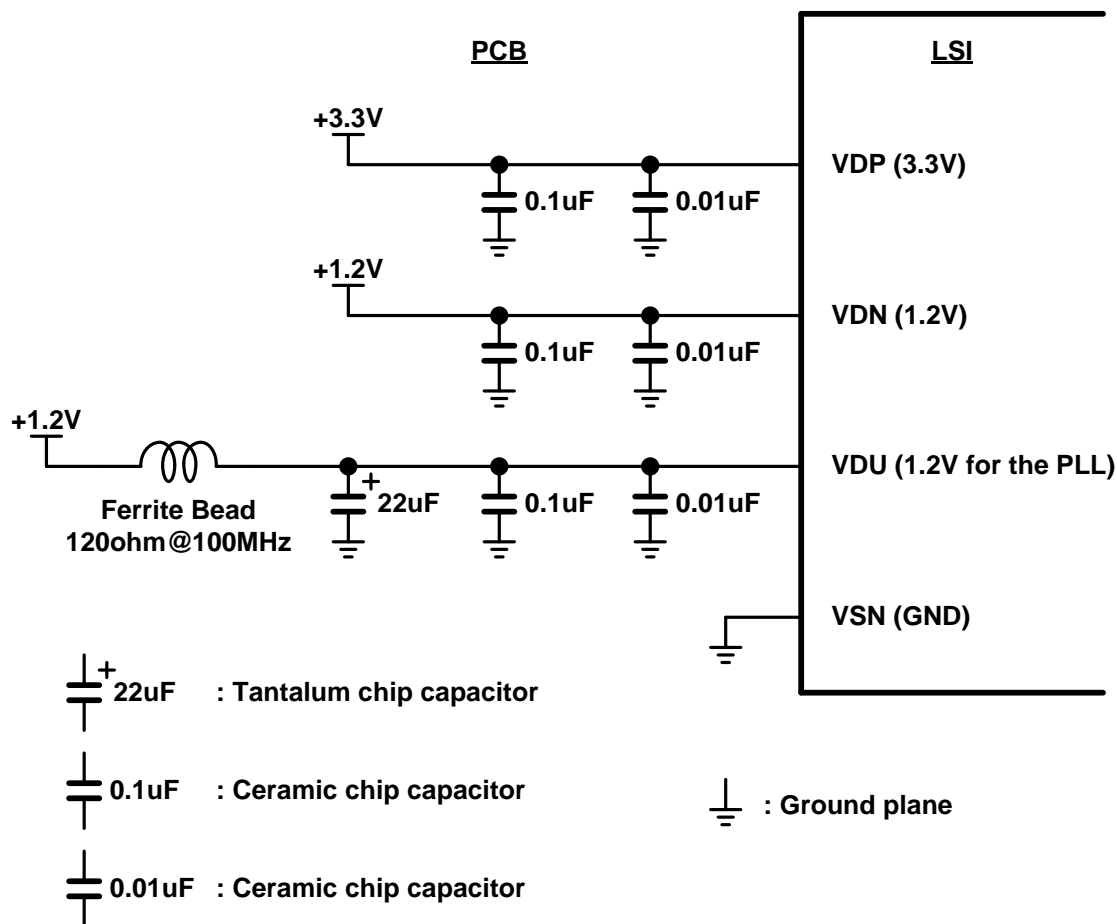 PCB
LSI
+3.3V
VDP (3.3V)
0.1uF
0.01uF
+1.2V
VDN (1.2V)
0.1uF
0.01uF
+1.2V
VDU (1.2V for the PLL)
+
22uF
0.1uF
0.01uF
Ferrite Bead
120ohm@100MHz
VSN (GND)
+
22uF : Tantalum chip capacitor
0.1uF : Ceramic chip capacitor
: Ground plane
0.01uF : Ceramic chip capacitor